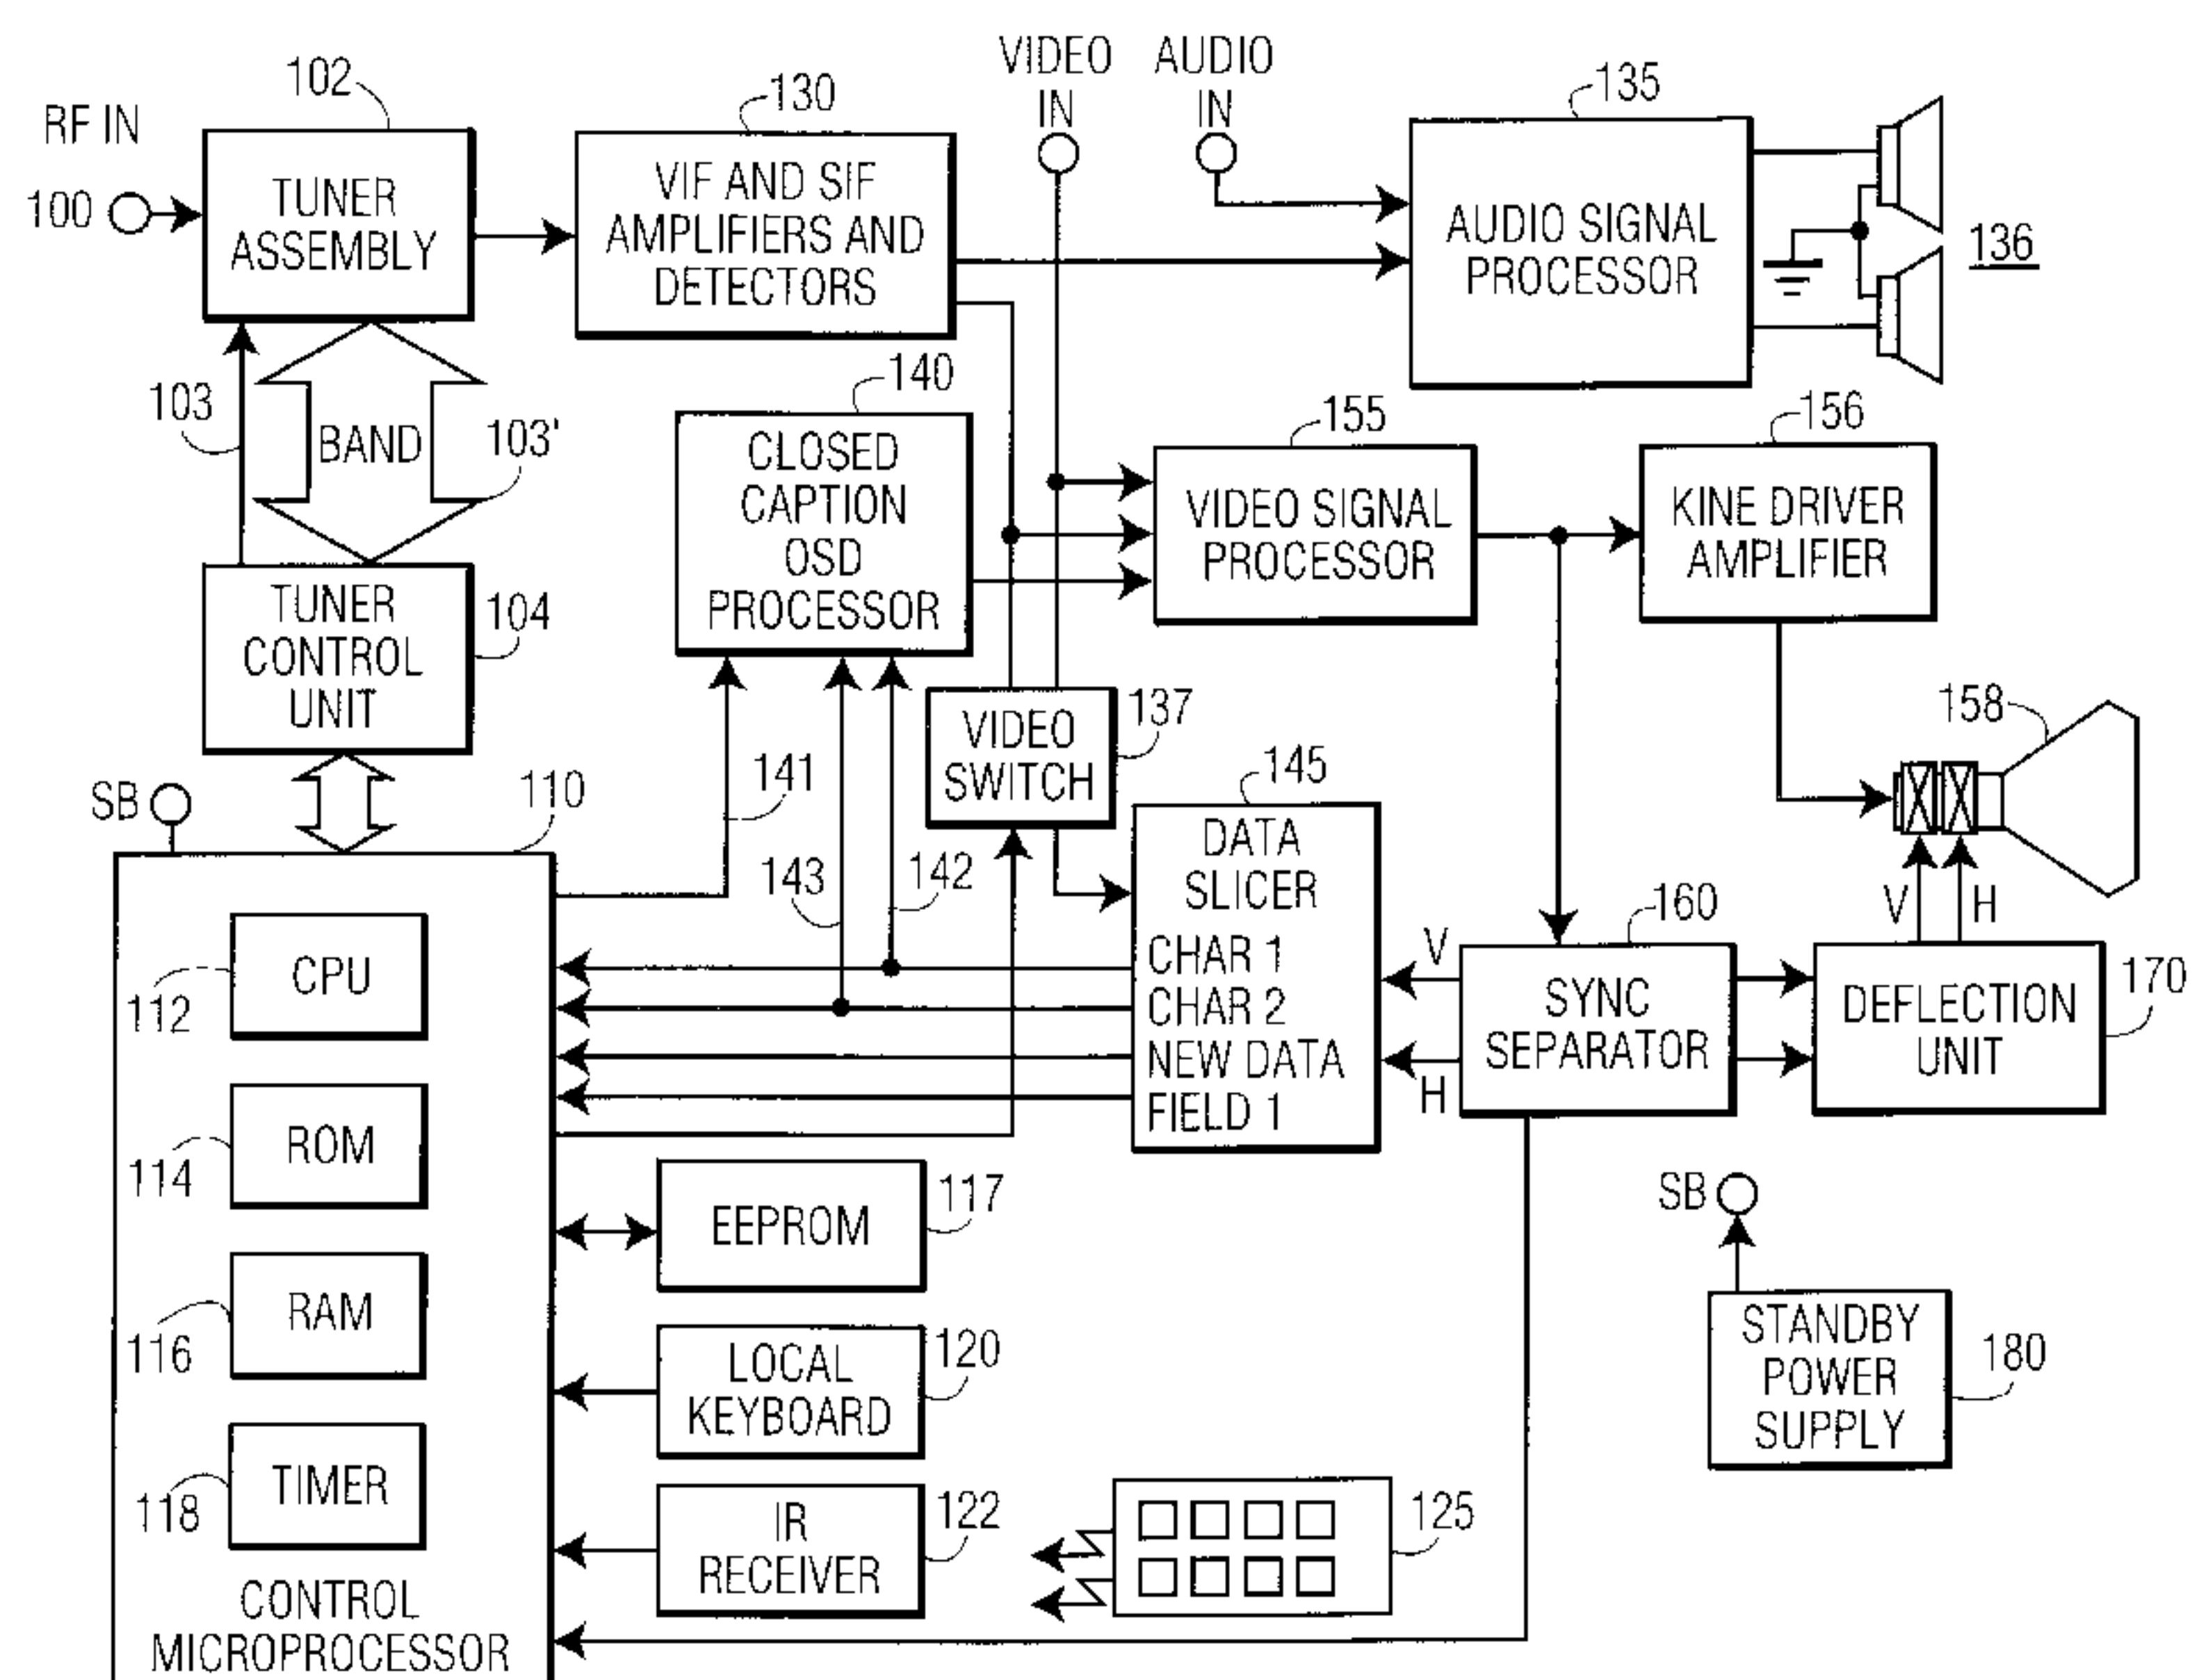 VIDEO
IN
AUDIO
IN
RF IN
100
102
TUNER
ASSEMBLY
130
VIF AND SIF
AMPLIFIERS AND
DETECTORS
135
AUDIO SIGNAL
PROCESSOR
136
103
BAND
103'
140
CLOSED
CAPTION
OSD
PROCESSOR
155
VIDEO SIGNAL
PROCESSOR
156
KINE DRIVER
AMPLIFIER
TUNER
CONTROL
UNIT
104
VIDEO
SWITCH
137
158
SB
110
141
143
142
145
DATA
SLICER
CHAR 1
CHAR 2
NEW DATA
FIELD 1
V
H
160
SYNC
SEPARATOR
V
H
DEFLECTION
UNIT
170
CPU
112
ROM
114
RAM
116
TIMER
118
CONTROL
MICROPROCESSOR
EEPROM
117
LOCAL
KEYBOARD
120
IR
RECEIVER
122
125
SB
STANDBY
POWER
SUPPLY
180